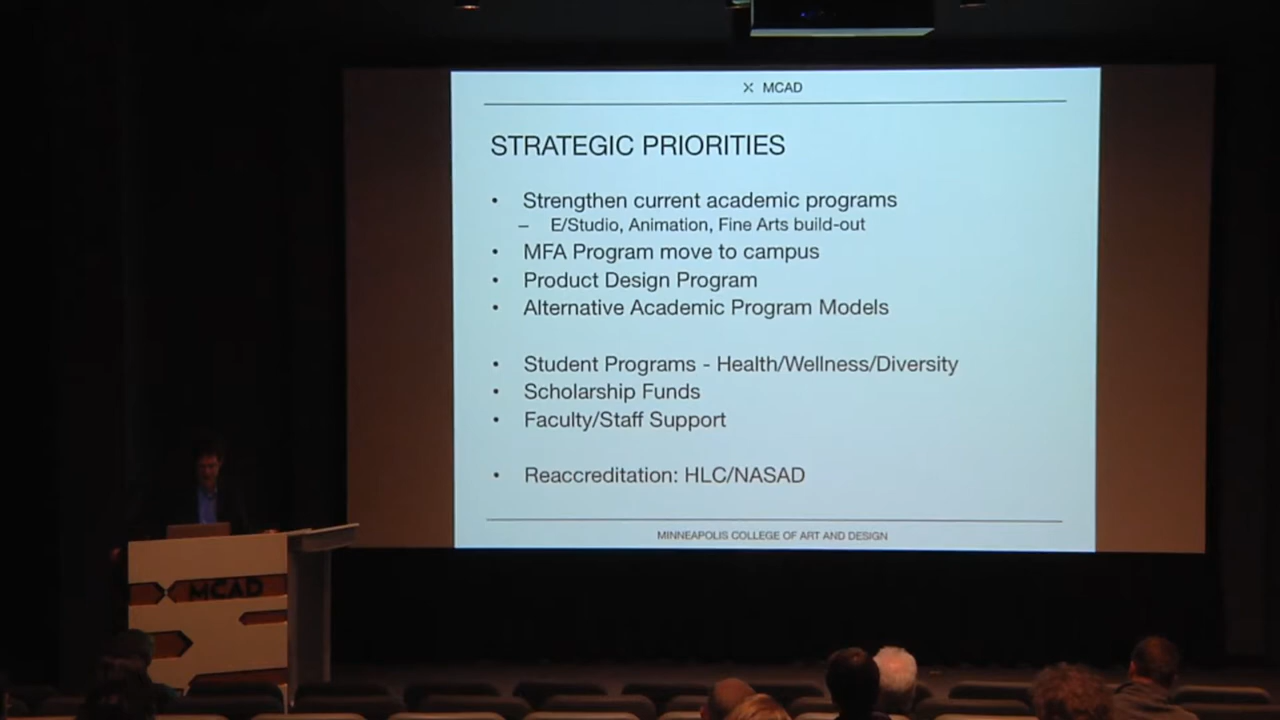 MCAD
STRATEGIC PRIORITIES
• Strengthen current academic programs
– E/Studio, Animation, Fine Arts build-out
• MFA Program move to campus
• Product Design Program
• Alternative Academic Program Models
• Student Programs - Health/Wellness/Diversity
• Scholarship Funds
• Faculty/Staff Support
• Reaccreditation: HLC/NASAD
MINNEAPOLIS COLLEGE OF ART AND DESIGN
MCAD